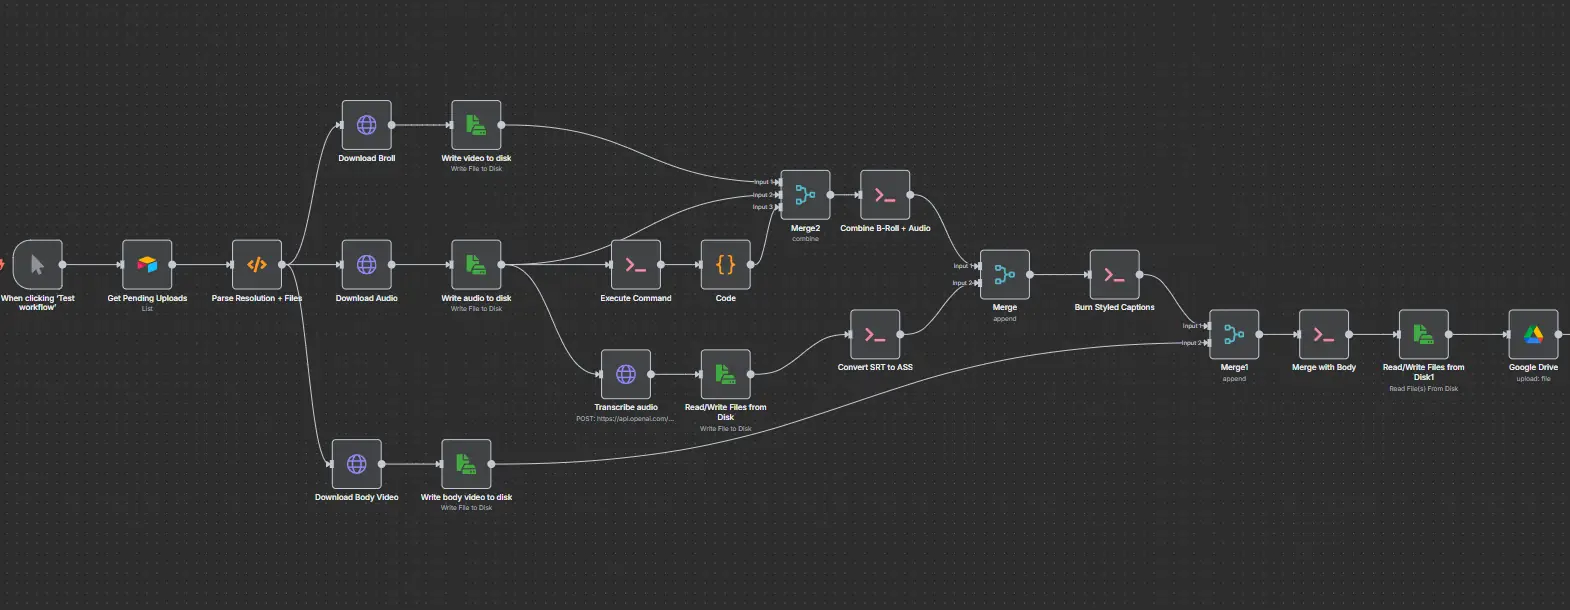 Download Broll
Write video to disk
Write File to Disk
Input 1
Input 2
Input 3
Merge2
combine
Combine B-Roll + Audio
When clicking 'Test
workflow'
Get Pending Uploads
List
Parse Resolution + Files
Download Audio
Write audio to disk
Write File to Disk
Execute Command
Code
Input 1
Input 2
Merge
append
Burn Styled Captions
Convert SRT to ASS
Input 1
Input 2
Merge1
append
Merge with Body
Read/Write Files from
Disk1
Read File(s) From Disk
Google Drive
upload: file
Transcribe audio
POST: https://api.openai.com/...
Read/Write Files from
Disk
Write File to Disk
Download Body Video
Write body video to disk
Write File to Disk